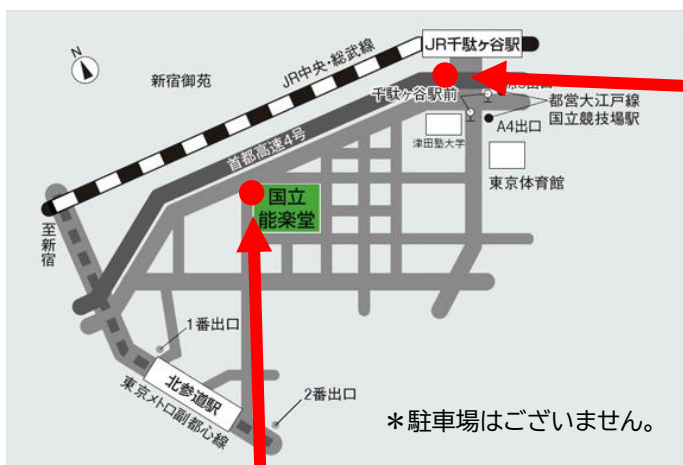 N
JR千駄ヶ谷駅
JR中央・総武線
新宿御苑
千駄ヶ谷駅前
都営大江戸線
国立競技場駅
A4出口
津田塾大学
東京体育館
首都高速4号
国立
能楽堂
至新宿
1番出口
北参道駅
東京メトロ副都心線
2番出口
*駐車場はございません。